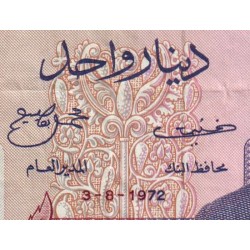 دينار واحد
محافظ البنك
المدير العام
3-8-1972